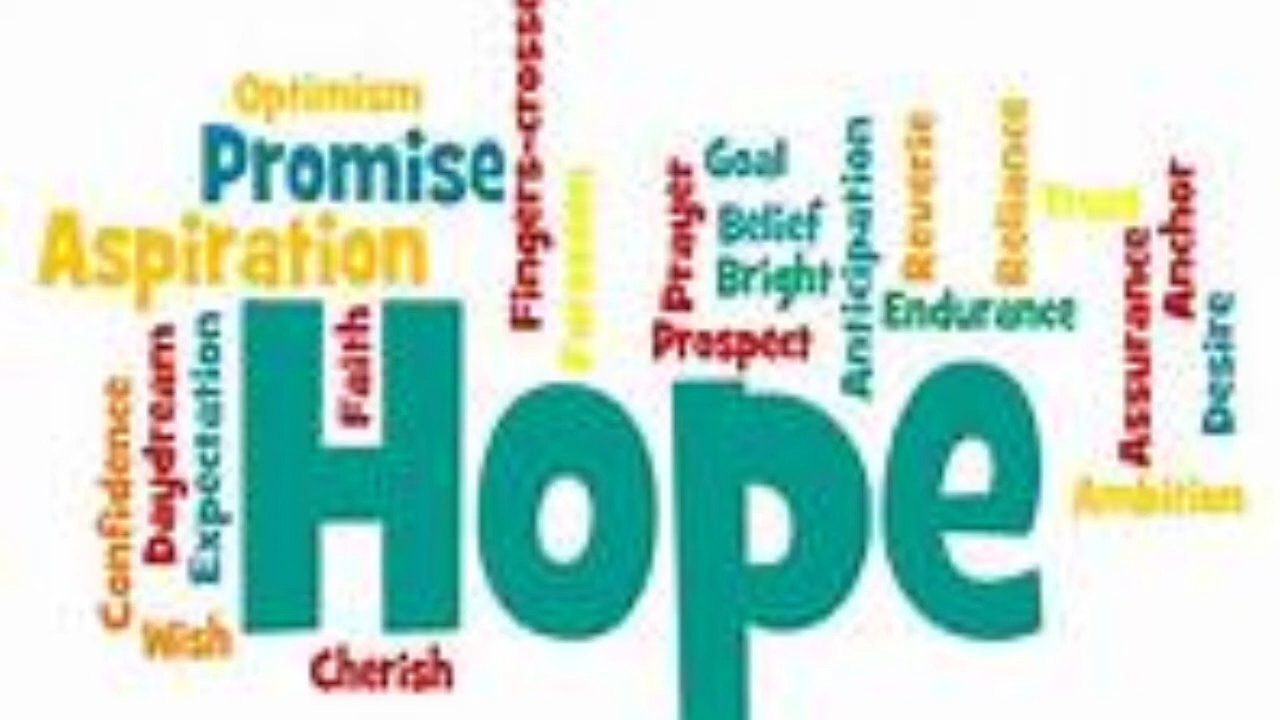 Optimism
Promise
Aspiration
Fingers-crosse
Prayer
Goal
Belief
Bright
Prospect
Anticipation
Reverie
Reliance
Endurance
Trust
Anchor
Assurance
Desire
Ambition
Confidence
Daydream
Expectation
Faith
Hope
Wish
Cherish